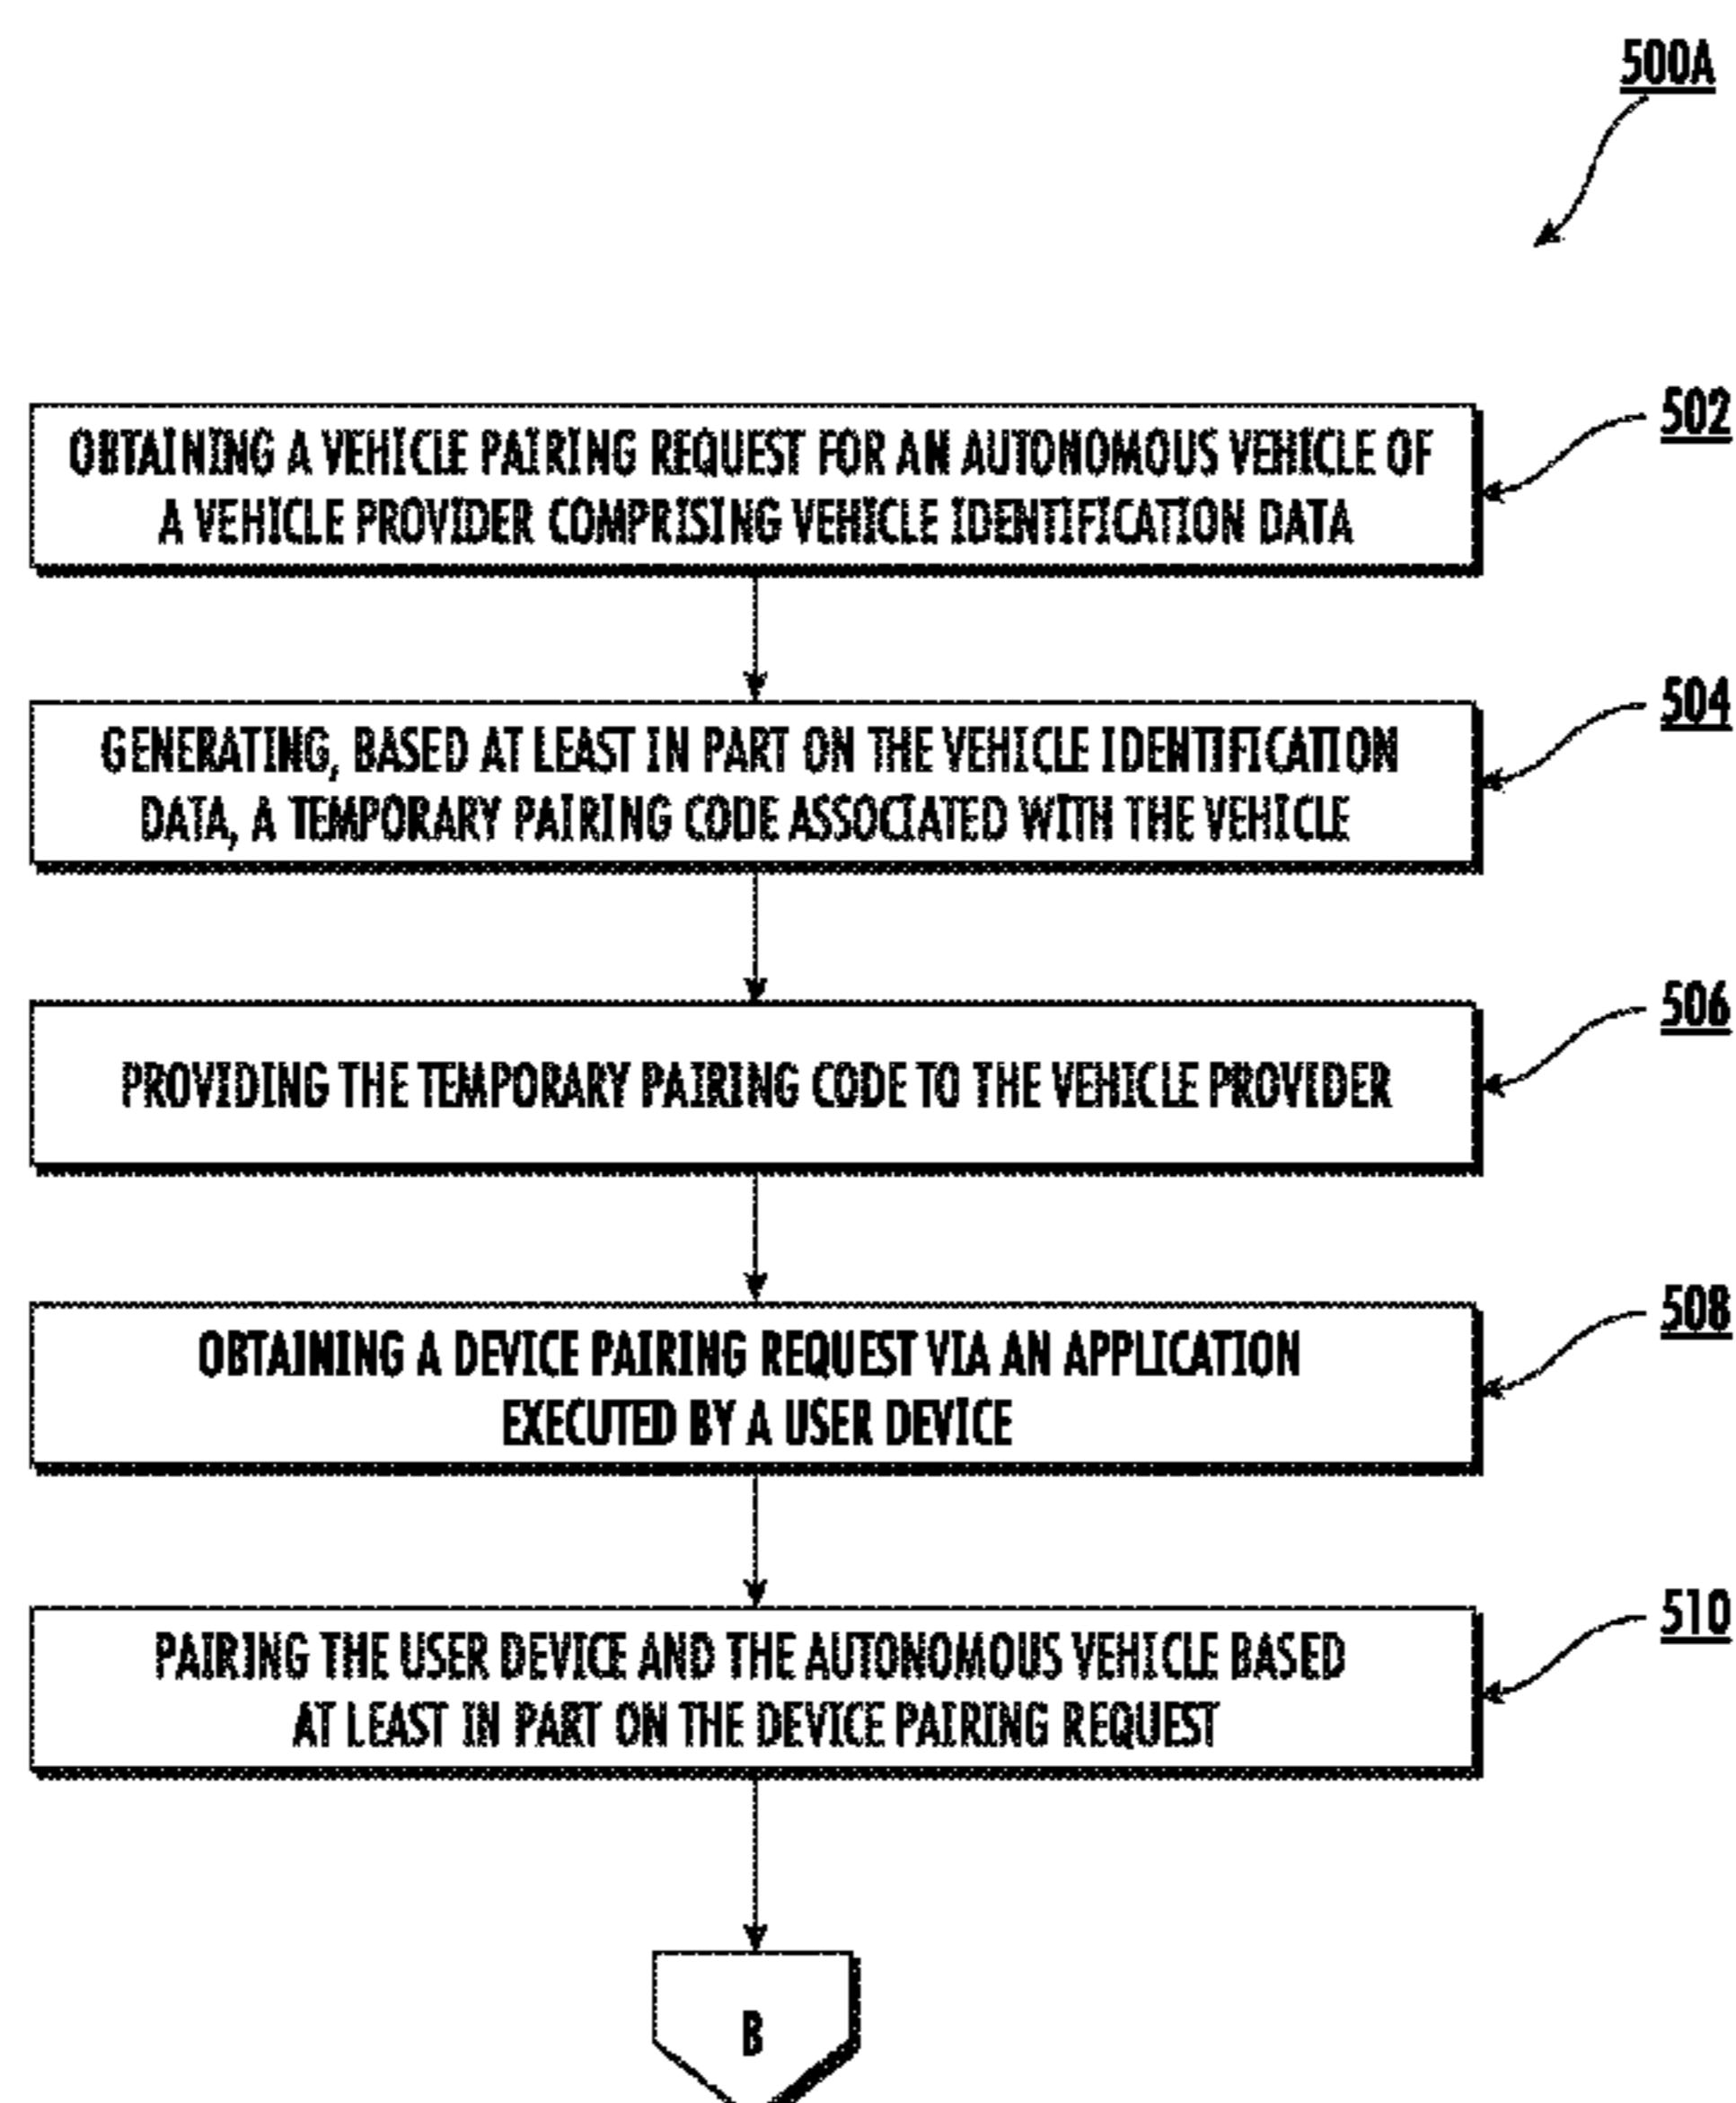 500A
502
OBTAINING A VEHICLE PAIRING REQUEST FOR AN AUTONOMOUS VEHICLE OF
A VEHICLE PROVIDER COMPRISING VEHICLE IDENTIFICATION DATA
504
GENERATING, BASED AT LEAST IN PART ON THE VEHICLE IDENTIFICATION
DATA, A TEMPORARY PAIRING CODE ASSOCIATED WITH THE VEHICLE
506
PROVIDING THE TEMPORARY PAIRING CODE TO THE VEHICLE PROVIDER
508
OBTAINING A DEVICE PAIRING REQUEST VIA AN APPLICATION
EXECUTED BY A USER DEVICE
510
PAIRING THE USER DEVICE AND THE AUTONOMOUS VEHICLE BASED
AT LEAST IN PART ON THE DEVICE PAIRING REQUEST
B